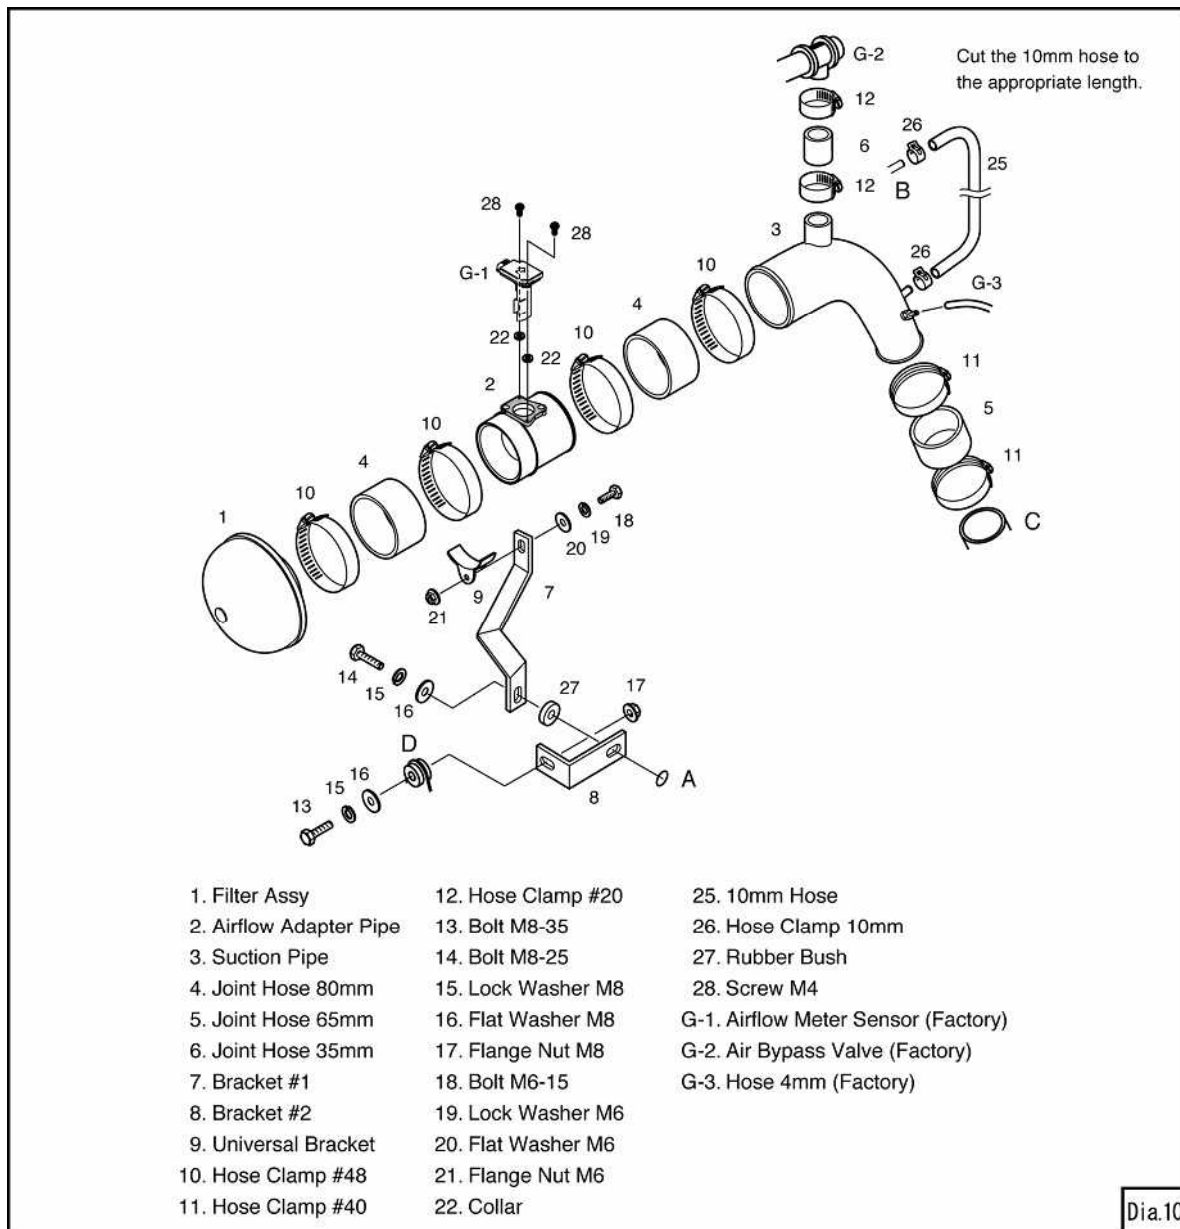 G-2
Cut the 10mm hose to
the appropriate length.
12
26
6
25
B
12
28
3
28
26
10
G-1
G-3
4
22
10
22
11
2
5
10
11
4
10
18
C
1
19
20
9
7
21
14
27
17
15
16
D
A
16
15
8
13
1. Filter Assy
2. Airflow Adapter Pipe
3. Suction Pipe
4. Joint Hose 80mm
5. Joint Hose 65mm
6. Joint Hose 35mm
7. Bracket #1
8. Bracket #2
9. Universal Bracket
10. Hose Clamp #48
11. Hose Clamp #40
12. Hose Clamp #20
13. Bolt M8-35
14. Bolt M8-25
15. Lock Washer M8
16. Flat Washer M8
17. Flange Nut M8
18. Bolt M6-15
19. Lock Washer M6
20. Flat Washer M6
21. Flange Nut M6
22. Collar
25. 10mm Hose
26. Hose Clamp 10mm
27. Rubber Bush
28. Screw M4
G-1. Airflow Meter Sensor (Factory)
G-2. Air Bypass Valve (Factory)
G-3. Hose 4mm (Factory)
Dia.10